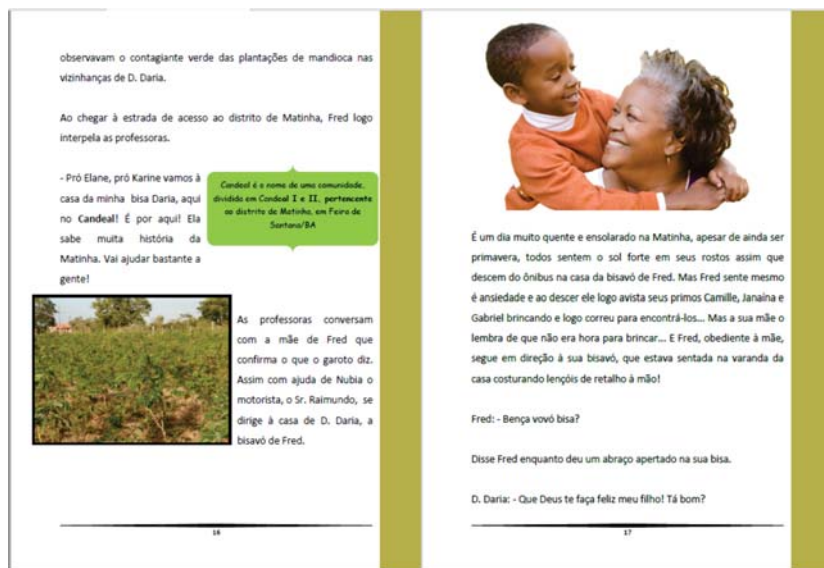 observavam o contagiante verde das plantações de mandioca nas
vizinhanças de D. Daria.
Ao chegar à estrada de acesso ao distrito de Matinha, Fred logo
interpela as professoras.
- Pró Elane, pró Karine vamos à
casa da minha bisa Daria, aqui
no Candeal! É por aqui! Ela
sabe muita história da
Matinha. Vai ajudar bastante a
gente!
Candeal é o nome de uma comunidade,
dividida em Candeal I e II, pertencente
ao distrito de Matinha, em Feira de
Santana/BA
As professoras conversam
com a mãe de Fred que
confirma o que o garoto diz.
Assim com ajuda de Nubia o
motorista, o Sr. Raimundo, se
dirige à casa de D. Daria, a
bisavó de Fred.
16
É um dia muito quente e ensolarado na Matinha, apesar de ainda ser
primavera, todos sentem o sol forte em seus rostos assim que
descem do ônibus na casa da bisavó de Fred. Mas Fred sente mesmo
é ansiedade e ao descer ele logo avista seus primos Camille, Janaína e
Gabriel brincando e logo correu para encontrá-los... Mas a sua mãe o
lembra de que não era hora para brincar... E Fred, obediente à mãe,
segue em direção à sua bisavó, que estava sentada na varanda da
casa costurando lençóis de retalho à mão!
Fred: - Bença vovó bisa?
Disse Fred enquanto deu um abraço apertado na sua bisa.
D. Daria: - Que Deus te faça feliz meu filho! Tá bom?
17